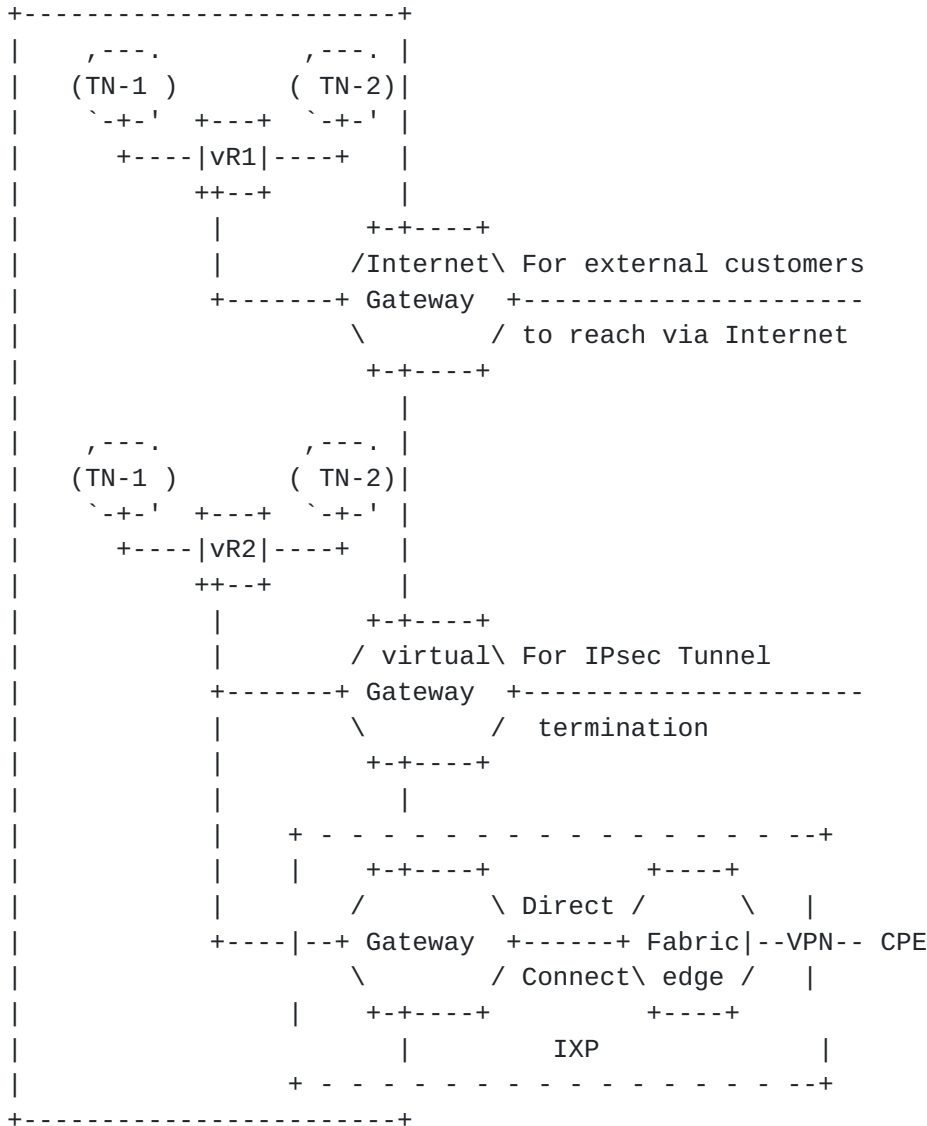 (TN-1 ) ( TN-2)
vR1
/Internet\ For external customers
Gateway
to reach via Internet
(TN-1 ) ( TN-2)
vR2
/ virtual\ For IPsec Tunnel
Gateway
termination
Direct
Gateway Fabric|--VPN-- CPE
Connect\ edge /
IXP